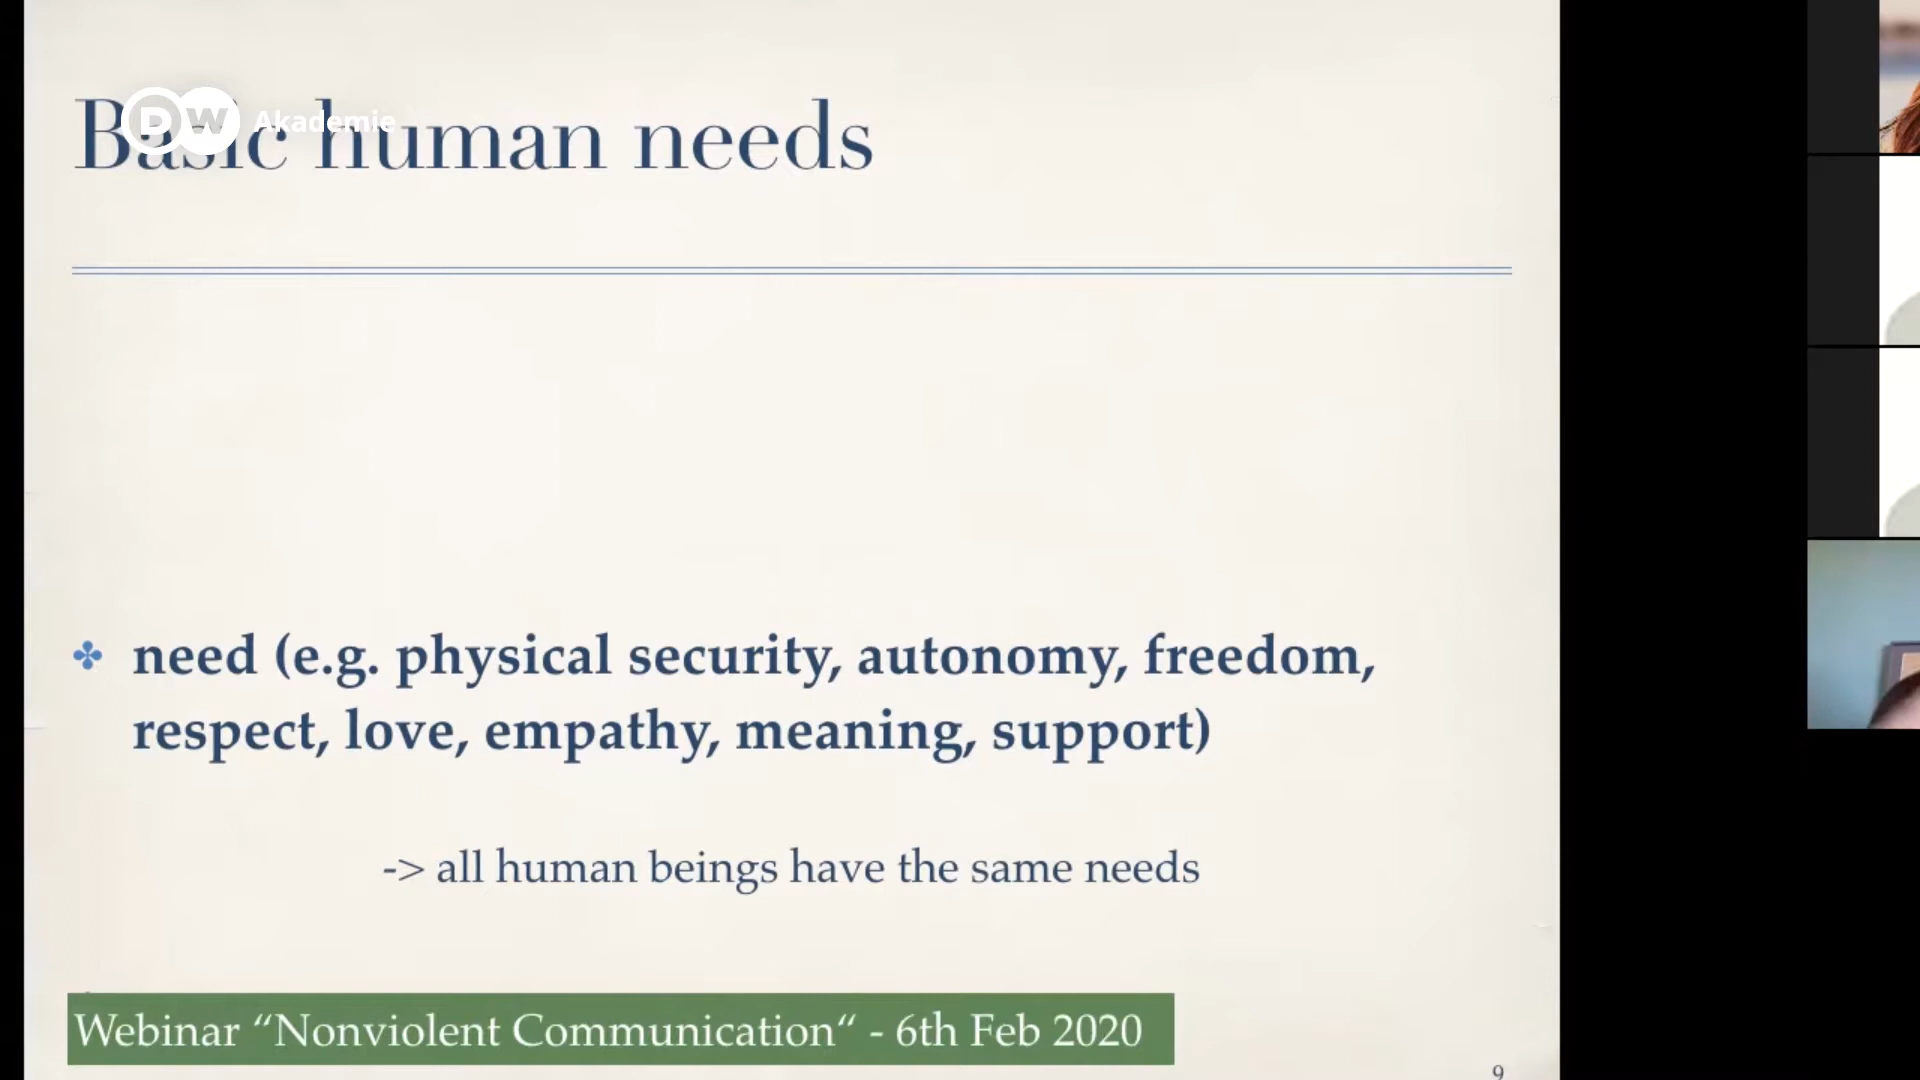 Basic human needs
DW Akademie
need (e.g. physical security, autonomy, freedom,
respect, love, empathy, meaning, support)
-> all human beings have the same needs
Webinar “Nonviolent Communication“ - 6th Feb 2020
9